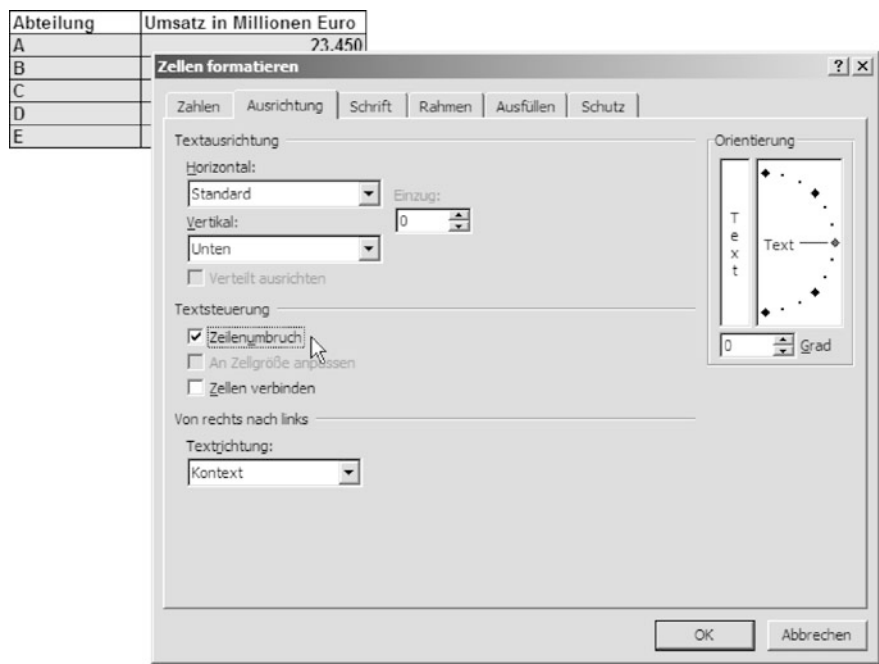 Abteilung Umsatz in Millionen Euro
A 23.450
B
C
D
E
Zellen formatieren
Zahlen Ausrichtung Schrift Rahmen Ausfüllen Schutz
Textausrichtung
Horizontal:
Standard
Einzug:
Vertikal:
0
Unten
Verteilt ausrichten
Textsteuerung
Zeilenumbruch
An Zellgröße anpassen
Zellen verbinden
Von rechts nach links
Textrichtung:
Kontext
Orientierung
Text
Text
0 Grad
OK Abbrechen